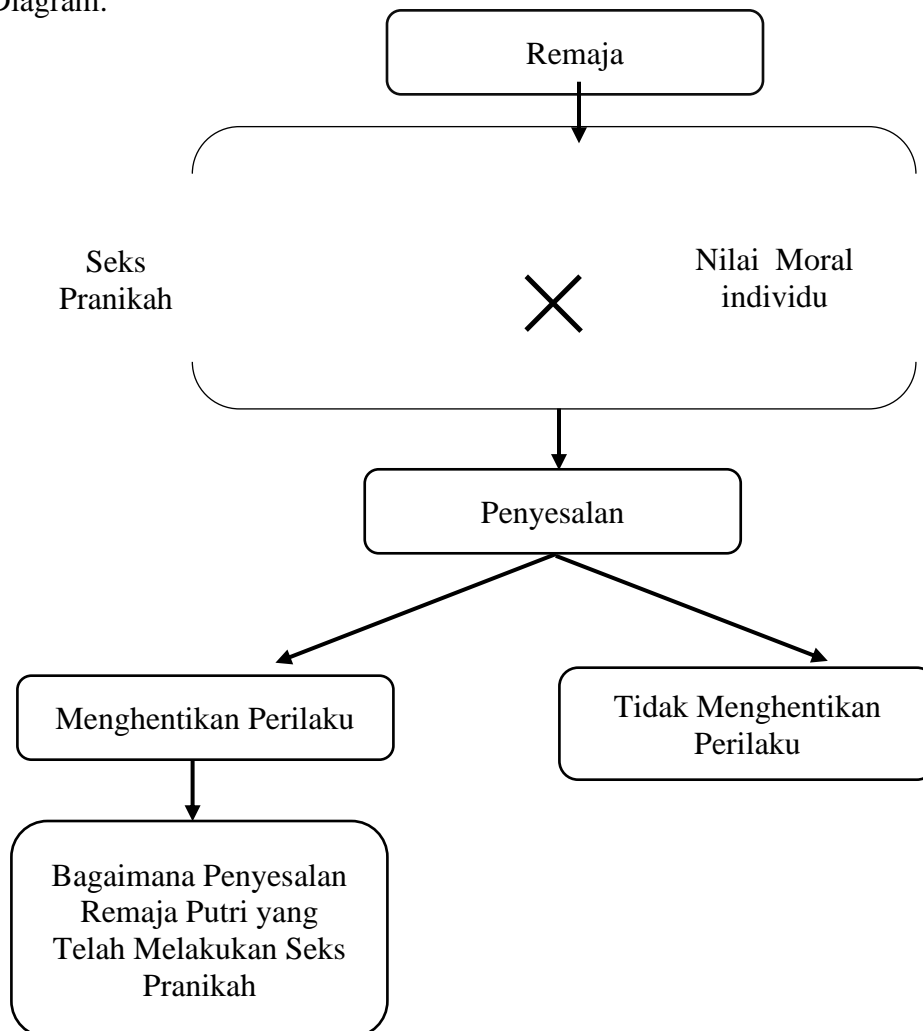 Diagram.
Remaja
Seks
Pranikah
Nilai Moral
individu
Penyesalan
Menghentikan Perilaku
Tidak Menghentikan
Perilaku
Bagaimana Penyesalan
Remaja Putri yang
Telah Melakukan Seks
Pranikah